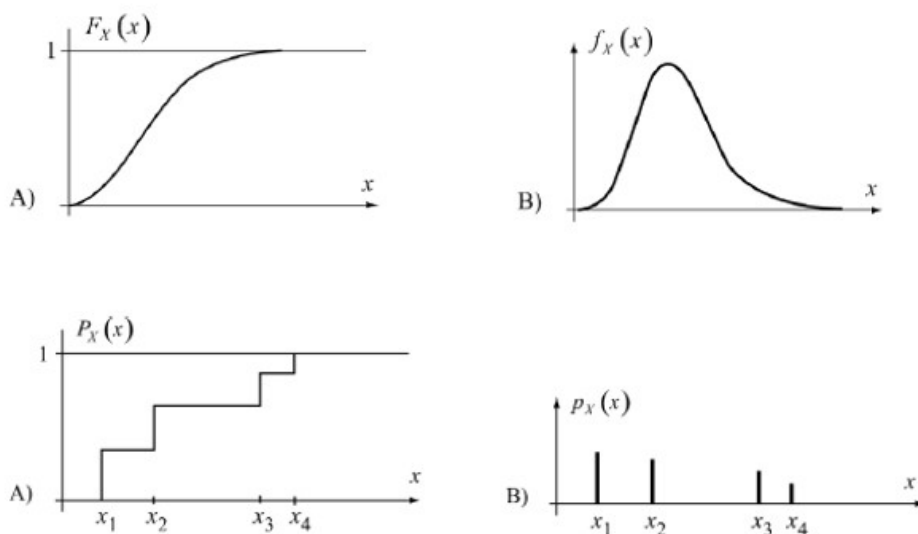 F_X(x)
1
x
A)
f_X(x)
x
B)
P_X(x)
1
x
A)
x_1 x_2 x_3 x_4
p_X(x)
x
B)
x_1 x_2 x_3 x_4